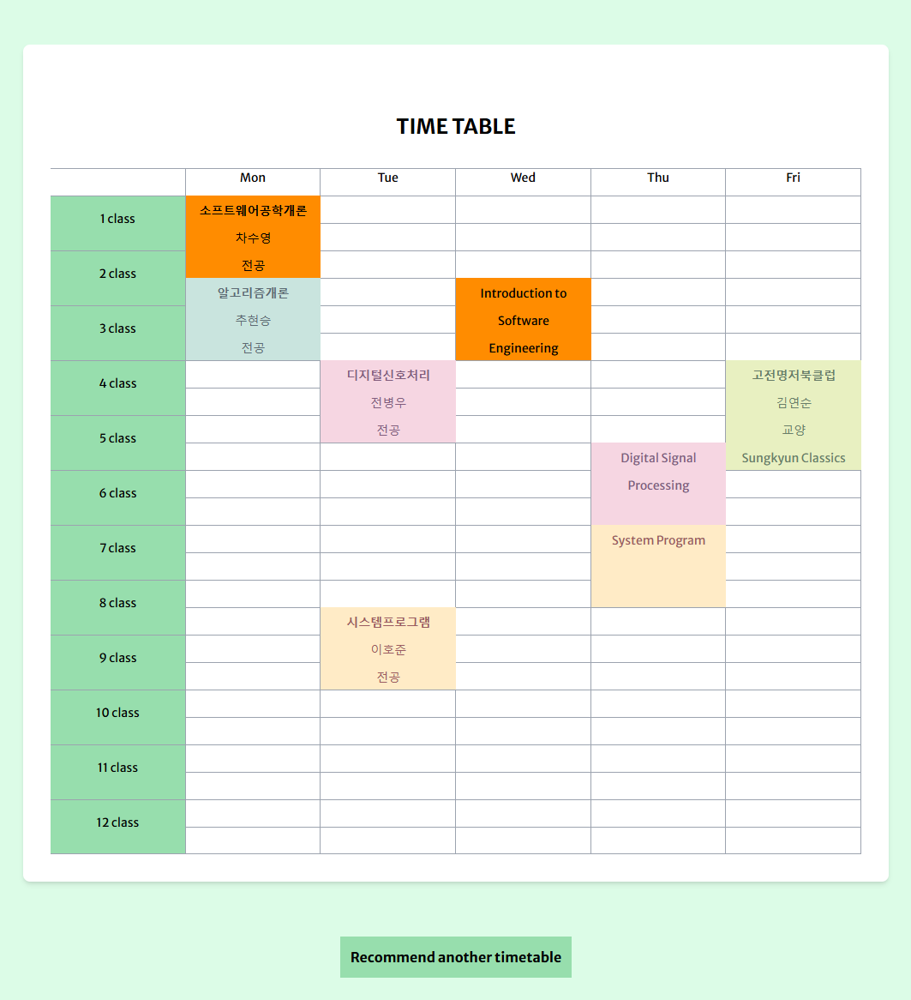 TIME TABLE
Mon Tue Wed Thu Fri
1 class
소프트웨어공학개론
차수영
전공
2 class
알고리즘개론
추현승
전공
Introduction to
Software
Engineering
3 class
4 class
디지털신호처리
전병우
전공
고전명저북클럽
김연순
교양
Sungkyun Classics
5 class
Digital Signal
Processing
6 class
7 class
System Program
8 class
시스템프로그램
이호준
전공
9 class
10 class
11 class
12 class
Recommend another timetable